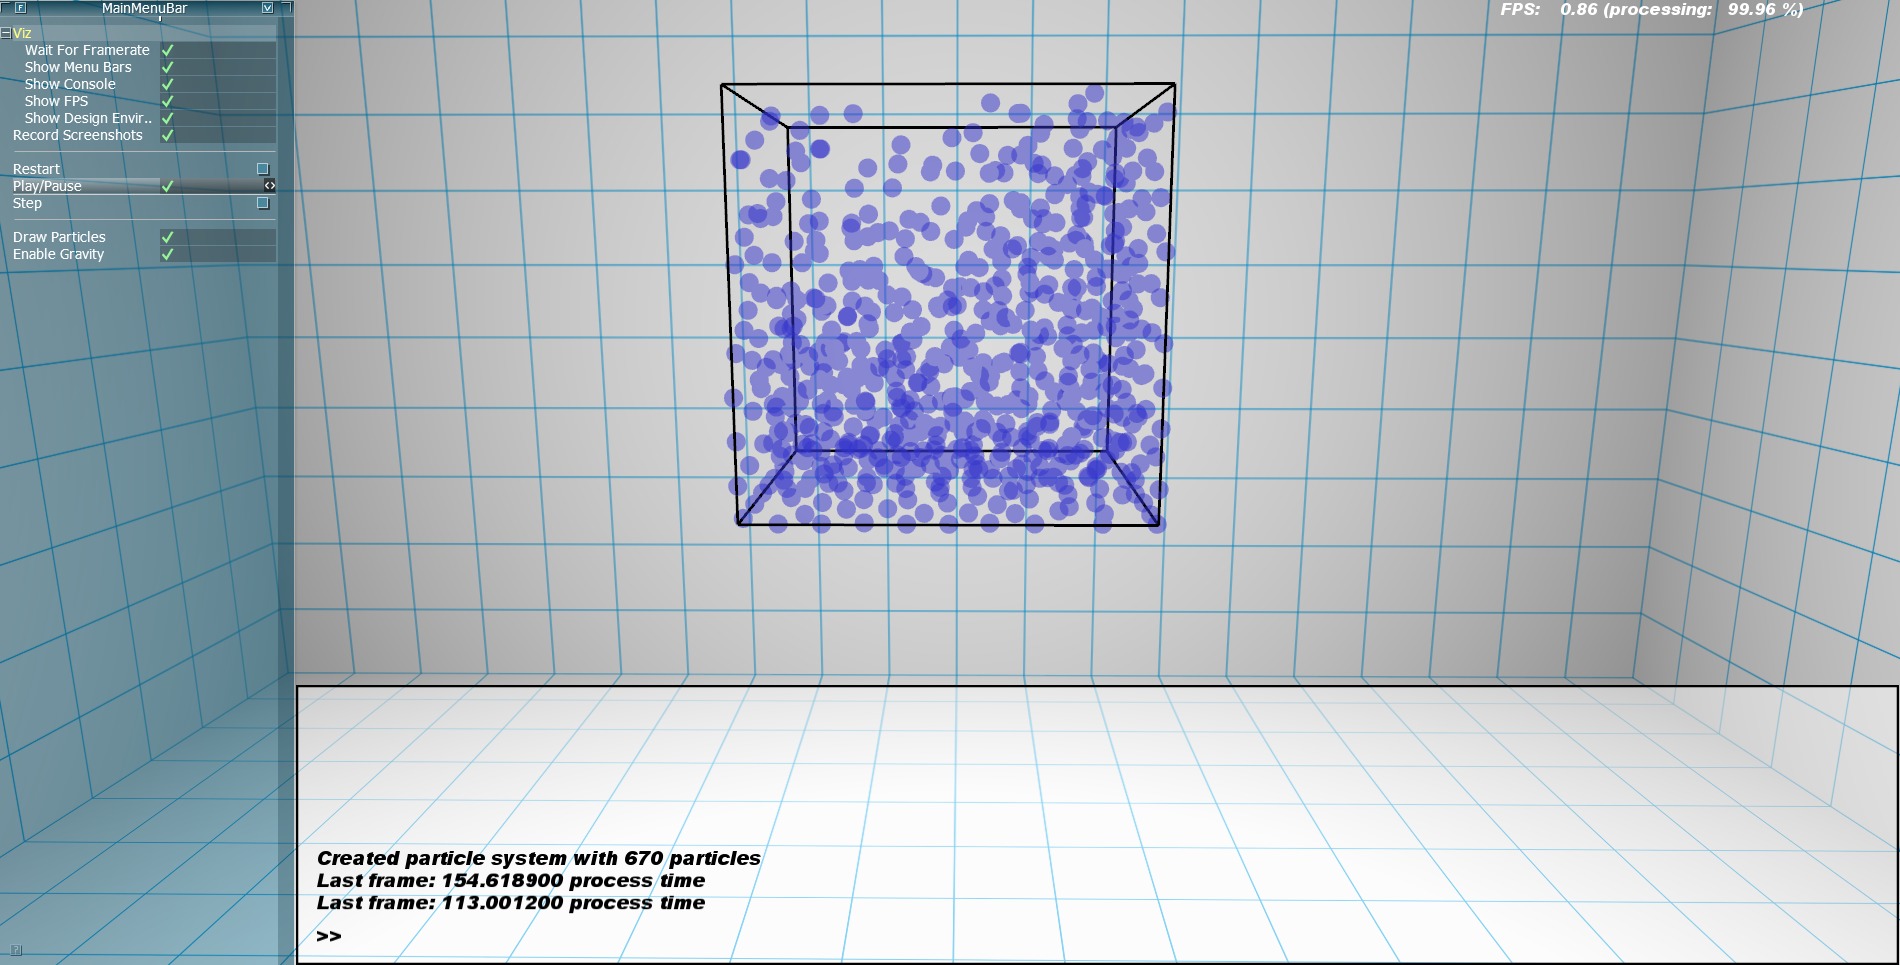 F MainMenuBar V
Viz
Wait For Framerate
Show Menu Bars
Show Console
Show FPS
Show Design Envir..
Record Screenshots
Restart
Play/Pause
Step
Draw Particles
Enable Gravity
?
FPS: 0.86 (processing: 99.96 %)
Created particle system with 670 particles
Last frame: 154.618900 process time
Last frame: 113.001200 process time
>>